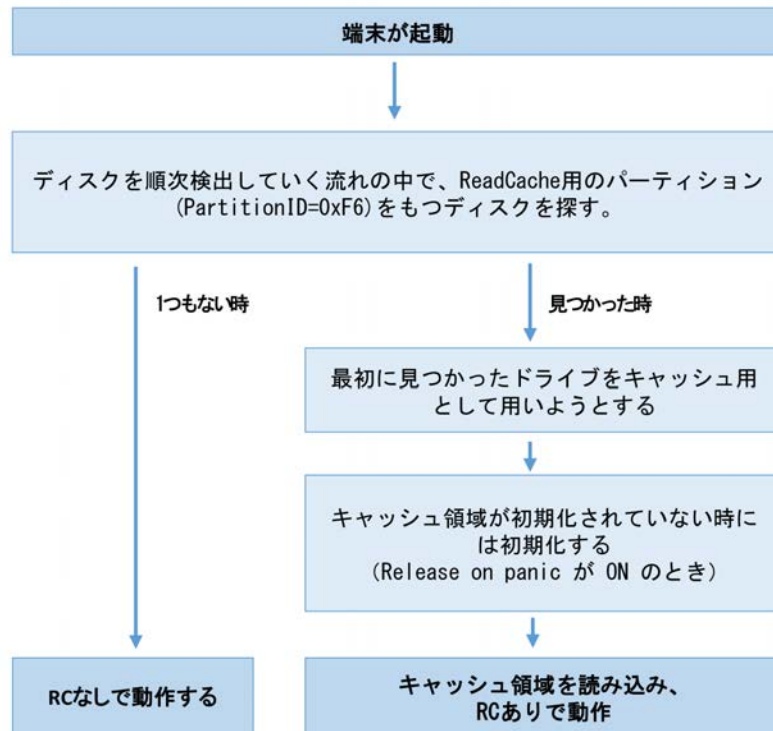 端末が起動
ディスクを順次検出していく流れの中で、ReadCache用のパーティション
(PartitionID=0xF6)をもつディスクを探す。
1つもない時
見つかった時
最初に見つかったドライブをキャッシュ用
として用いようとする
キャッシュ領域が初期化されていない時に
は初期化する
(Release on panic が ON のとき)
RCなしで動作する
キャッシュ領域を読み込み、
RCありで動作